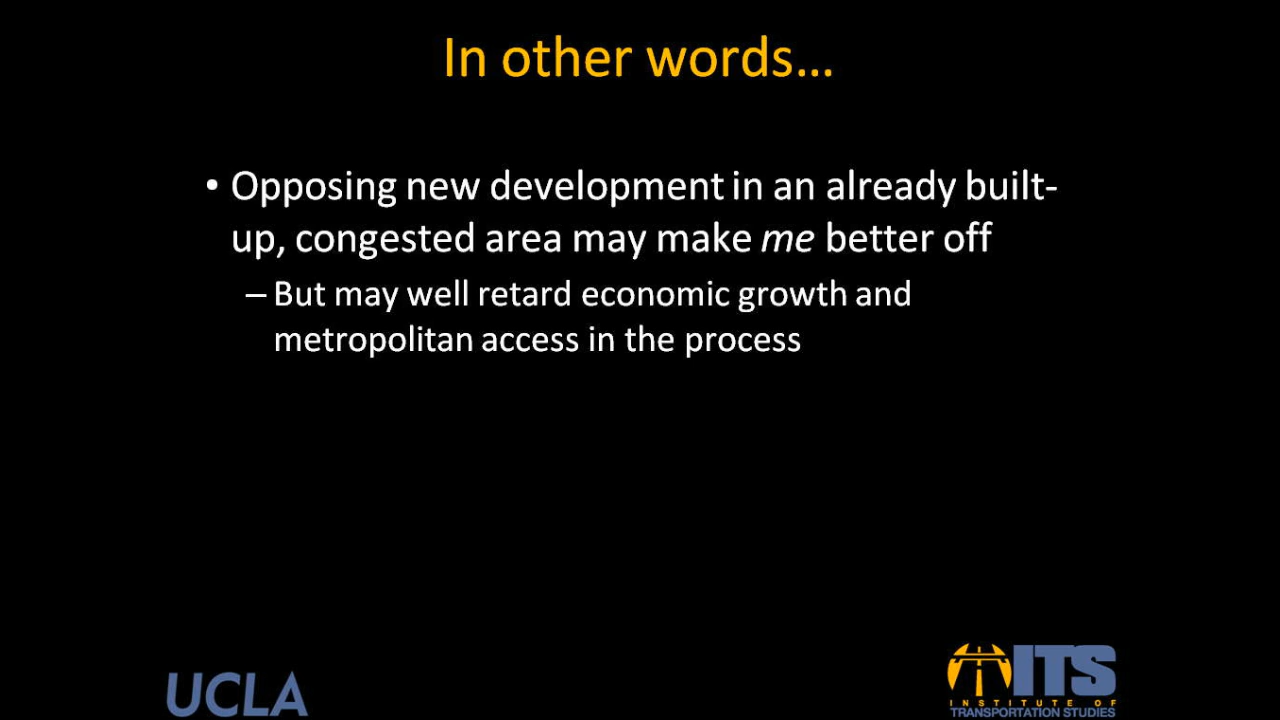 In other words…
• Opposing new development in an already built-
up, congested area may make me better off
– But may well retard economic growth and
metropolitan access in the process
UCLA
ITS
INSTITUTE OF
TRANSPORTATION STUDIES